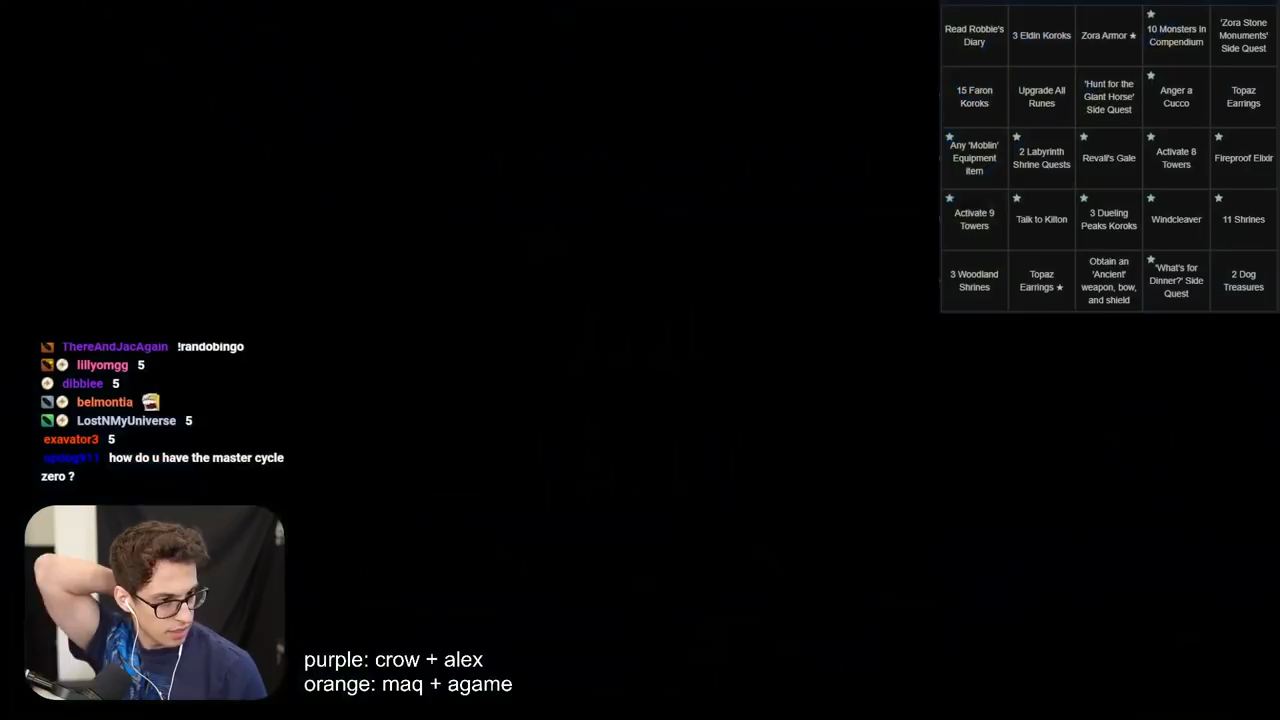 Read Robbie's
Diary
3 Eldin Koroks
Zora Armor ★
10 Monsters in
Compendium
'Zora Stone
Monuments'
Side Quest
15 Faron
Koroks
Upgrade All
Runes
'Hunt for the
Giant Horse'
Side Quest
Anger a
Cucco
Topaz
Earrings
Any 'Moblin'
Equipment
Item
2 Labyrinth
Shrine Quests
Revali's Gale
Activate 8
Towers
Fireproof Elixir
Activate 9
Towers
Talk to Kilton
3 Dueling
Peaks Koroks
Windcleaver
11 Shrines
3 Woodland
Shrines
Topaz
Earrings ★
Obtain an
'Ancient'
weapon, bow,
and shield
'What's for
Dinner?' Side
Quest
2 Dog
Treasures
ThereAndJacAgain !randobingo
lillyomgg 5
dibbiee 5
belmontia
LostNMyUniverse 5
exavator3 5
how do u have the master cycle
zero ?
purple: crow + alex
orange: maq + agame